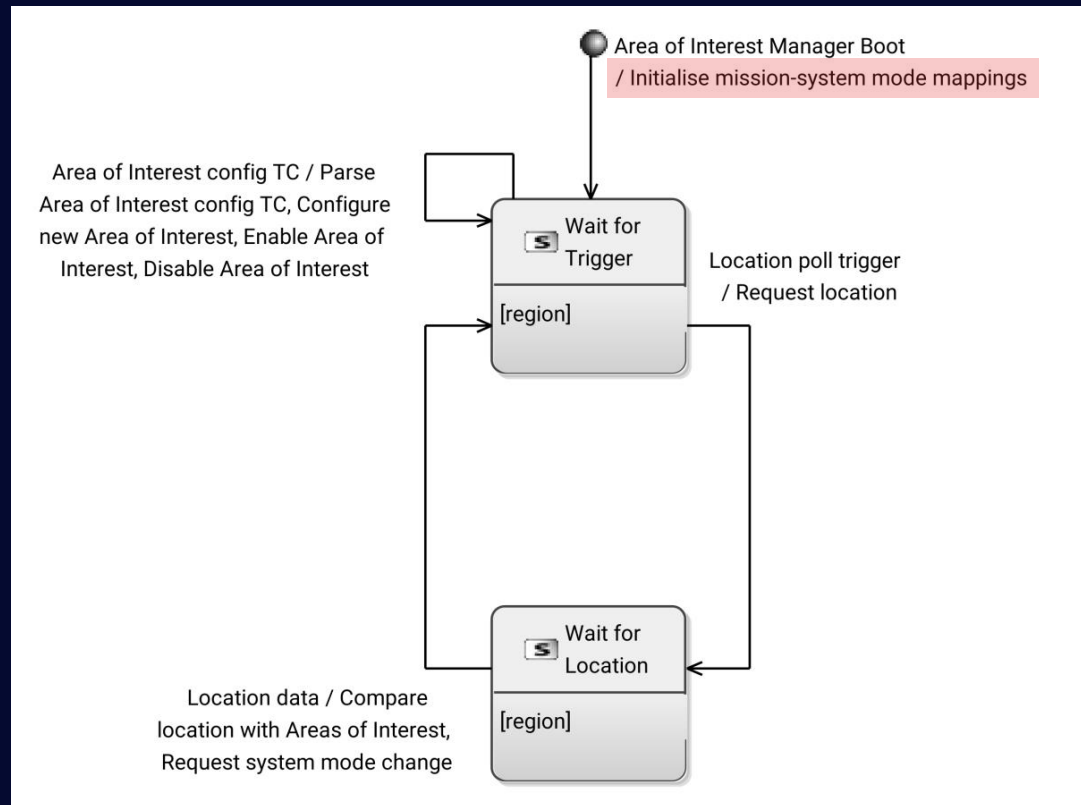 Area of Interest Manager Boot
/ Initialise mission-system mode mappings
Area of Interest config TC / Parse
Area of Interest config TC, Configure
new Area of Interest, Enable Area of
Interest, Disable Area of Interest
S
Wait for
Trigger
[region]
Location poll trigger
/ Request location
S
Wait for
Location
[region]
Location data / Compare
location with Areas of Interest,
Request system mode change